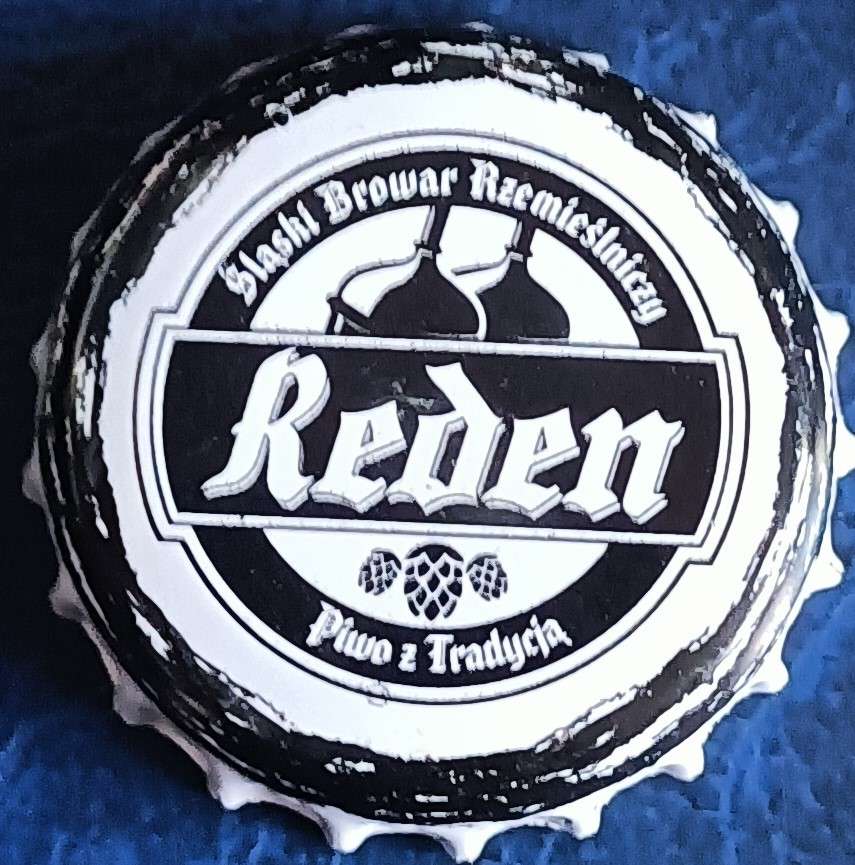 Śląski Browar Rzemieślniczy
Reden
Piwo z Tradycją